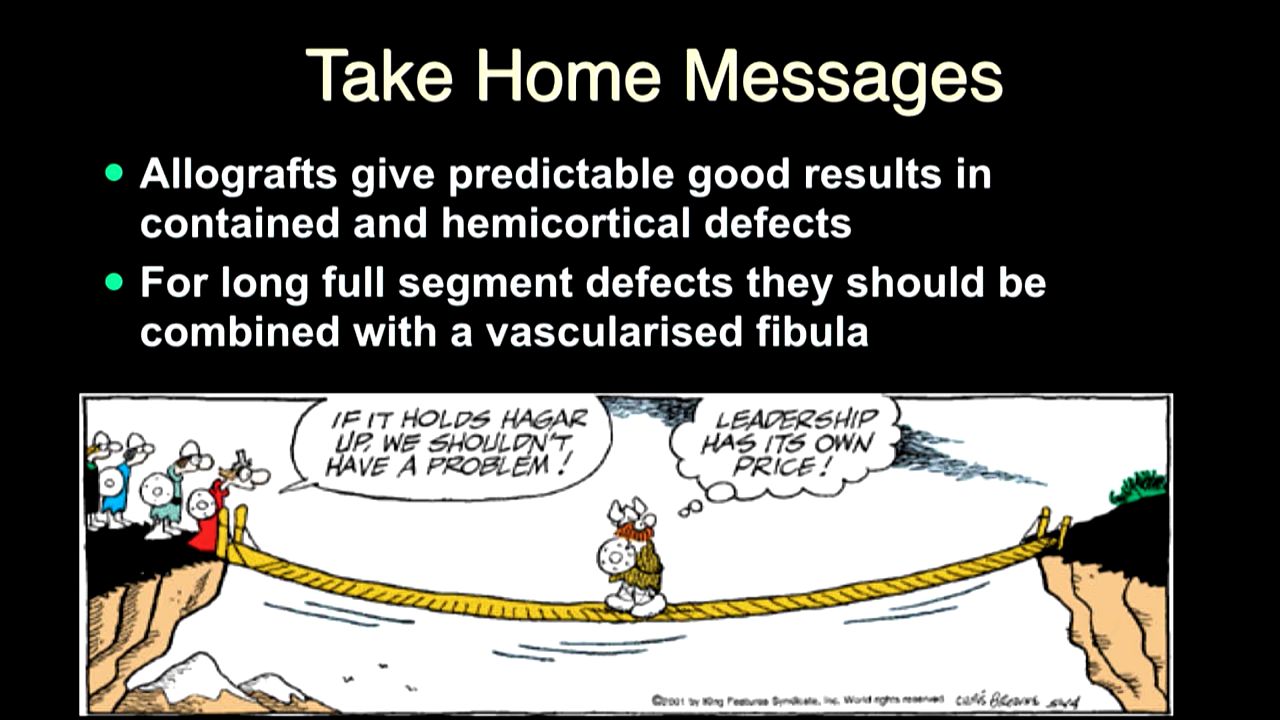 Take Home Messages
Allografts give predictable good results in
contained and hemicortical defects
For long full segment defects they should be
combined with a vascularised fibula
IF IT HOLDS HAGAR
UP, WE SHOULDN'T
HAVE A PROBLEM!
LEADERSHIP
HAS ITS OWN
PRICE!
©2001 by King Features Syndicate, Inc. World rights reserved